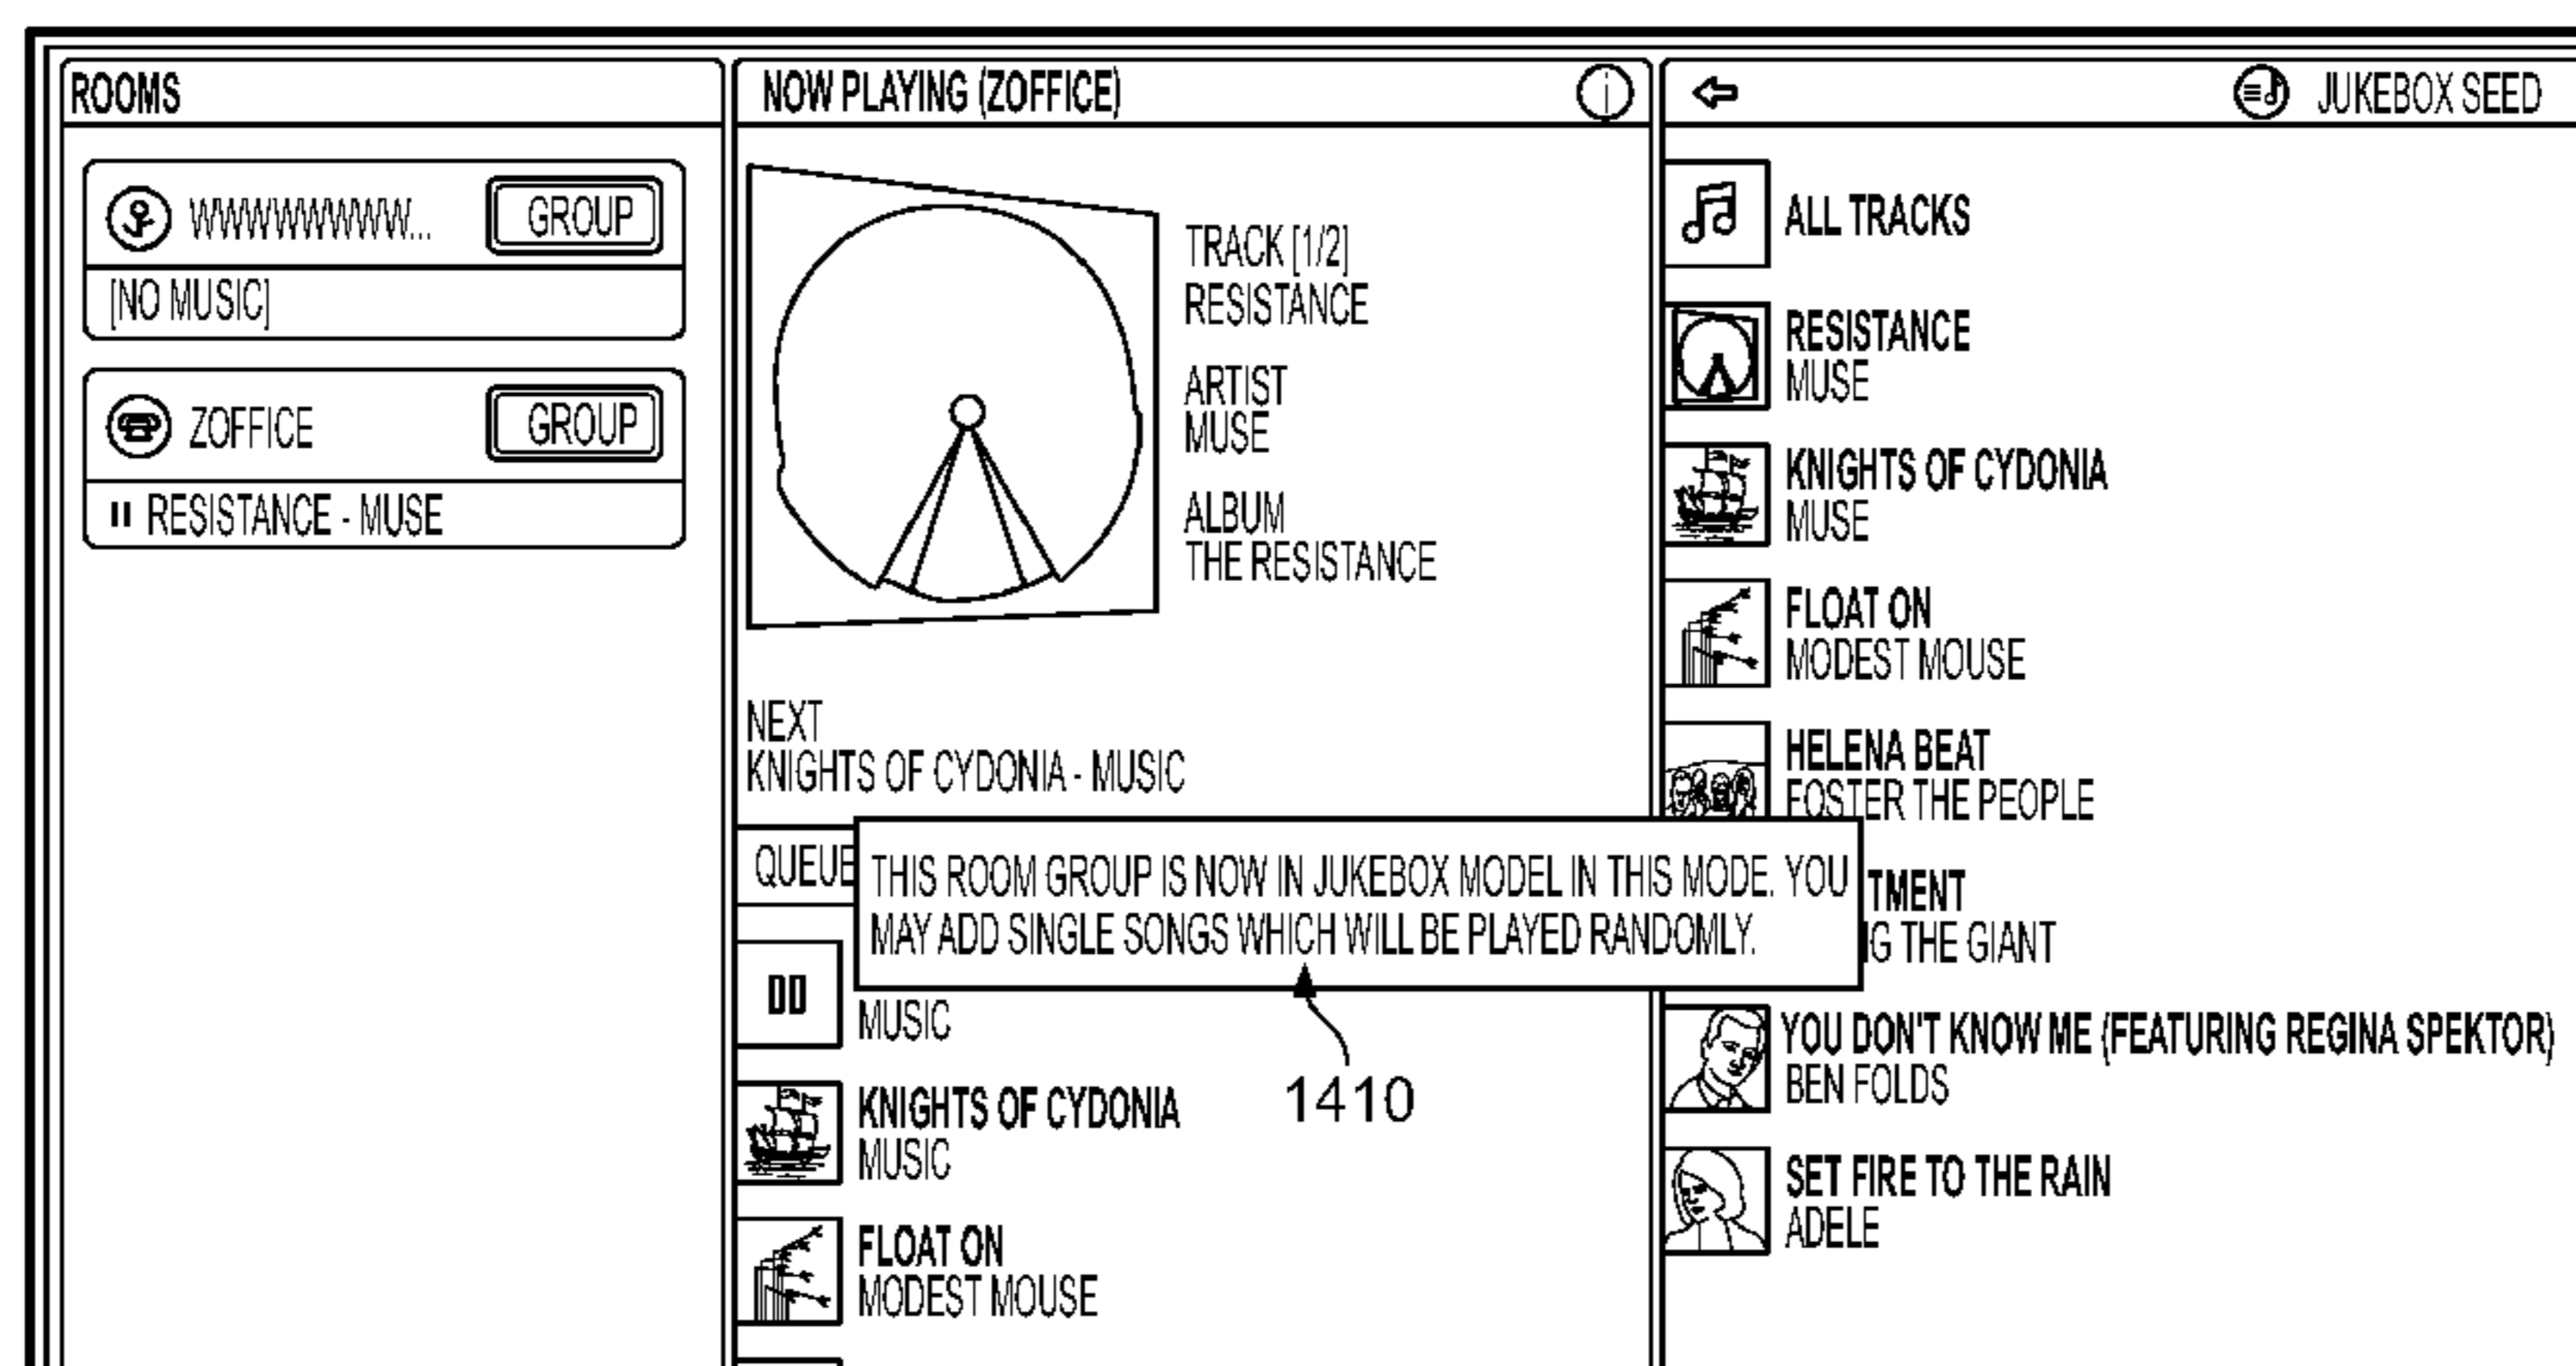 ROOMS
WWWWWWWW...
GROUP
[NO MUSIC]
ZOFFICE
GROUP
RESISTANCE - MUSE
NOW PLAYING (ZOFFICE)
TRACK [1/2]
RESISTANCE
ARTIST
MUSE
ALBUM
THE RESISTANCE
NEXT
KNIGHTS OF CYDONIA - MUSIC
QUEUE
THIS ROOM GROUP IS NOW IN JUKEBOX MODEL IN THIS MODE. YOU
MAY ADD SINGLE SONGS WHICH WILL BE PLAYED RANDOMLY.
1410
MUSIC
KNIGHTS OF CYDONIA
MUSIC
FLOAT ON
MODEST MOUSE
JUKEBOX SEED
ALL TRACKS
RESISTANCE
MUSE
KNIGHTS OF CYDONIA
MUSE
FLOAT ON
MODEST MOUSE
HELENA BEAT
FOSTER THE PEOPLE
TMENT
G THE GIANT
YOU DON'T KNOW ME (FEATURING REGINA SPEKTOR)
BEN FOLDS
SET FIRE TO THE RAIN
ADELE